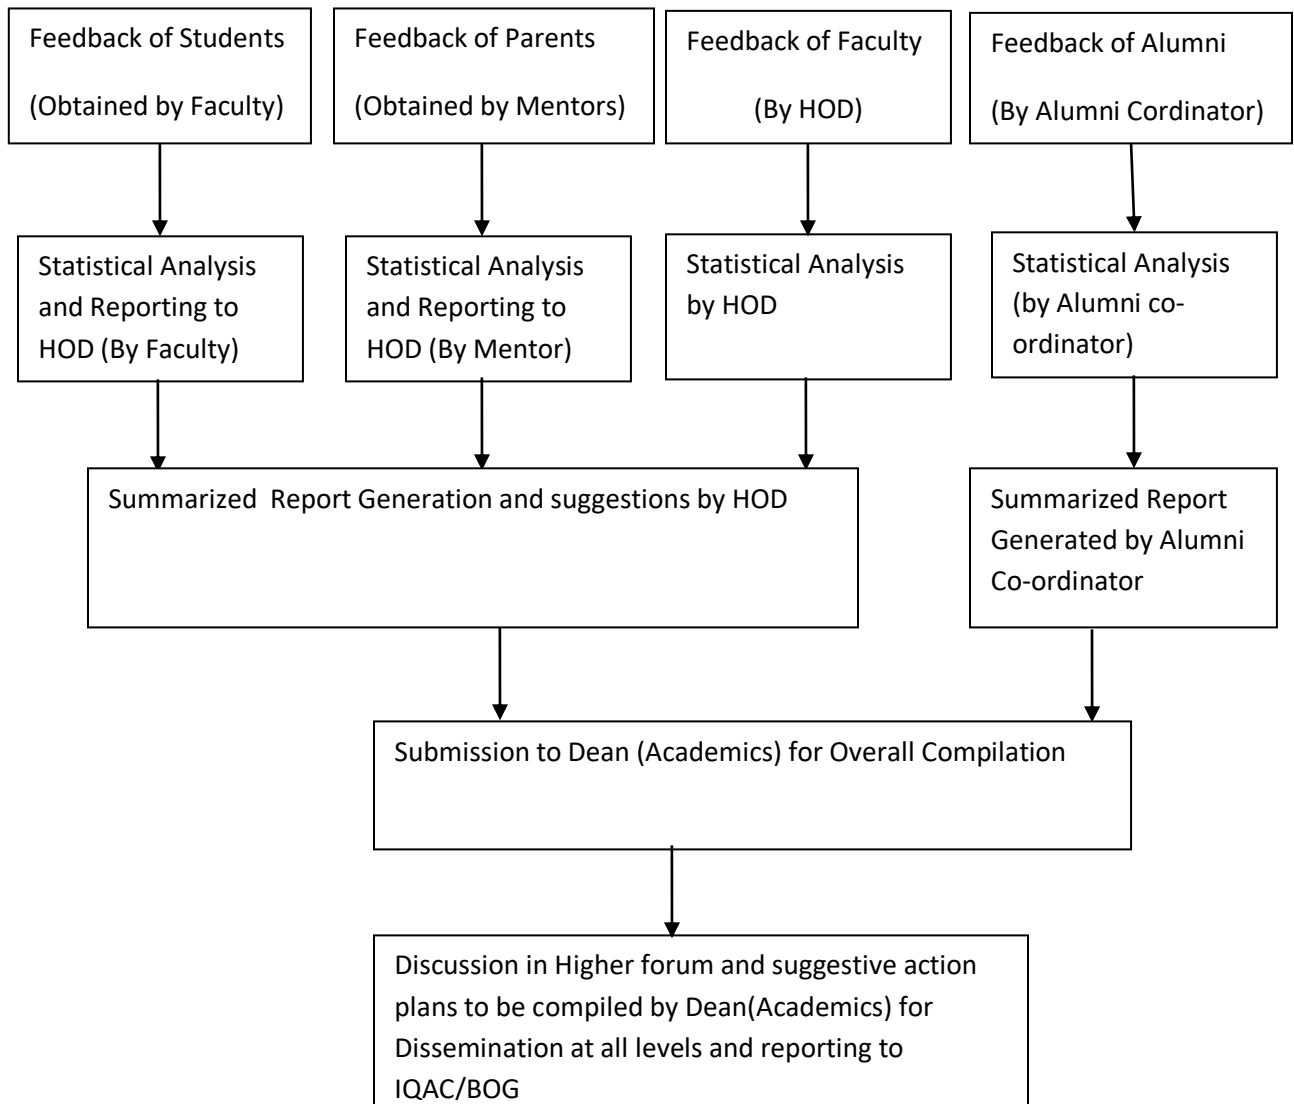 Feedback of Students
(Obtained by Faculty)
Feedback of Parents
(Obtained by Mentors)
Feedback of Faculty
(By HOD)
Feedback of Alumni
(By Alumni Cordinator)
Statistical Analysis
and Reporting to
HOD (By Faculty)
Statistical Analysis
and Reporting to
HOD (By Mentor)
Statistical Analysis
by HOD
Statistical Analysis
(by Alumni co-
ordinator)
Summarized  Report Generation and suggestions by HOD
Summarized Report
Generated by Alumni
Co-ordinator
Submission to Dean (Academics) for Overall Compilation
Discussion in Higher forum and suggestive action
plans to be compiled by Dean(Academics) for
Dissemination at all levels and reporting to
IQAC/BOG